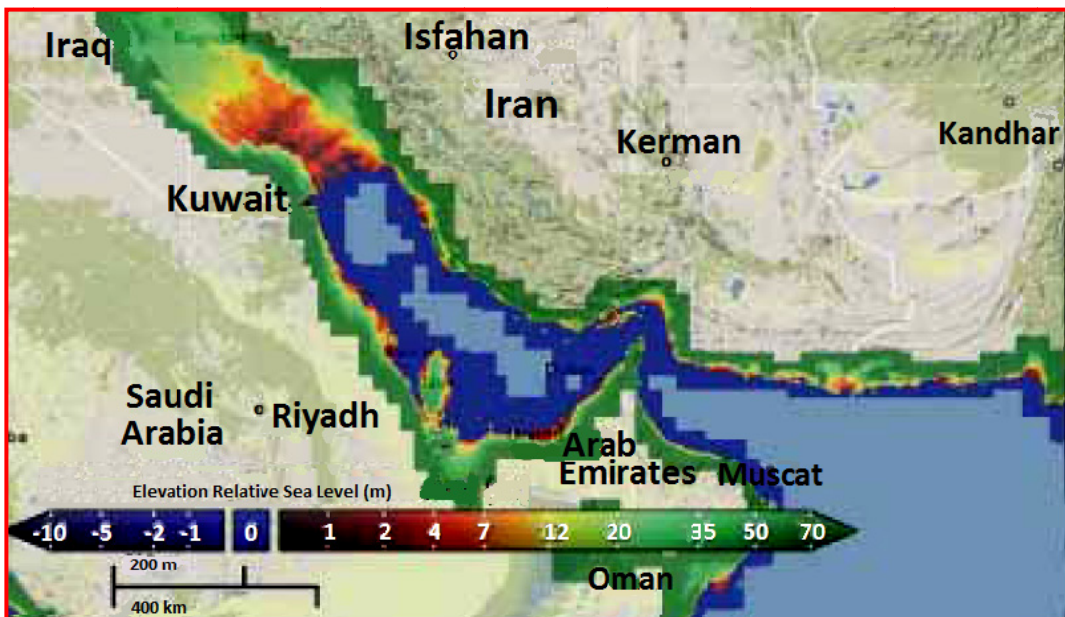 Iraq
Isfahan
Iran
Kerman
Kandhar
Kuwait
Saudi
Arabia
Riyadh
Arab
Emirates
Muscat
Elevation Relative Sea Level (m)
-10 -5 -2 -1 0 1 2 4 7 12 20 35 50 70
200 m
400 km
Oman